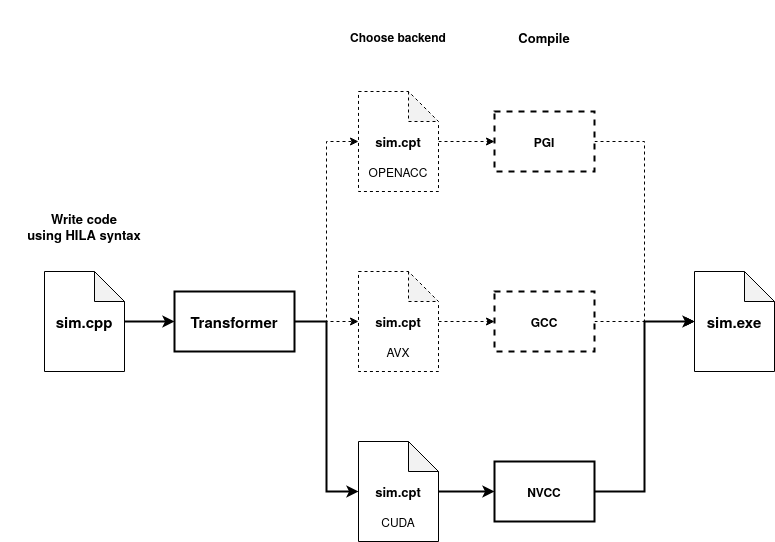 Choose backend
Compile
sim.cpt
OPENACC
PGI
Write code
using HILA syntax
sim.cpp
Transformer
sim.cpt
AVX
GCC
sim.exe
sim.cpt
CUDA
NVCC